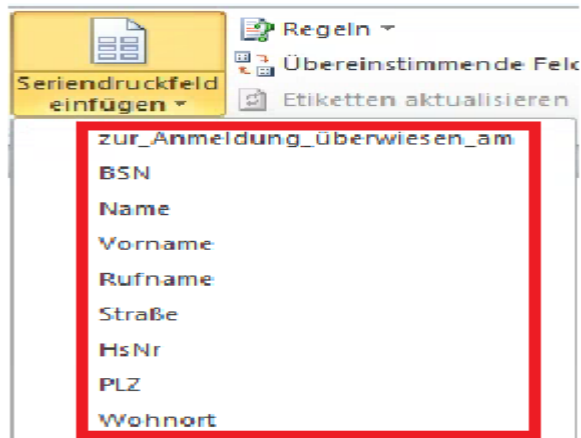 Regeln
Übereinstimmende Feld
Seriendruckfeld
einfügen
Etiketten aktualisieren
zur_Anmeldung_überwiesen_am
BSN
Name
Vorname
Rufname
Straße
HsNr
PLZ
Wohnort